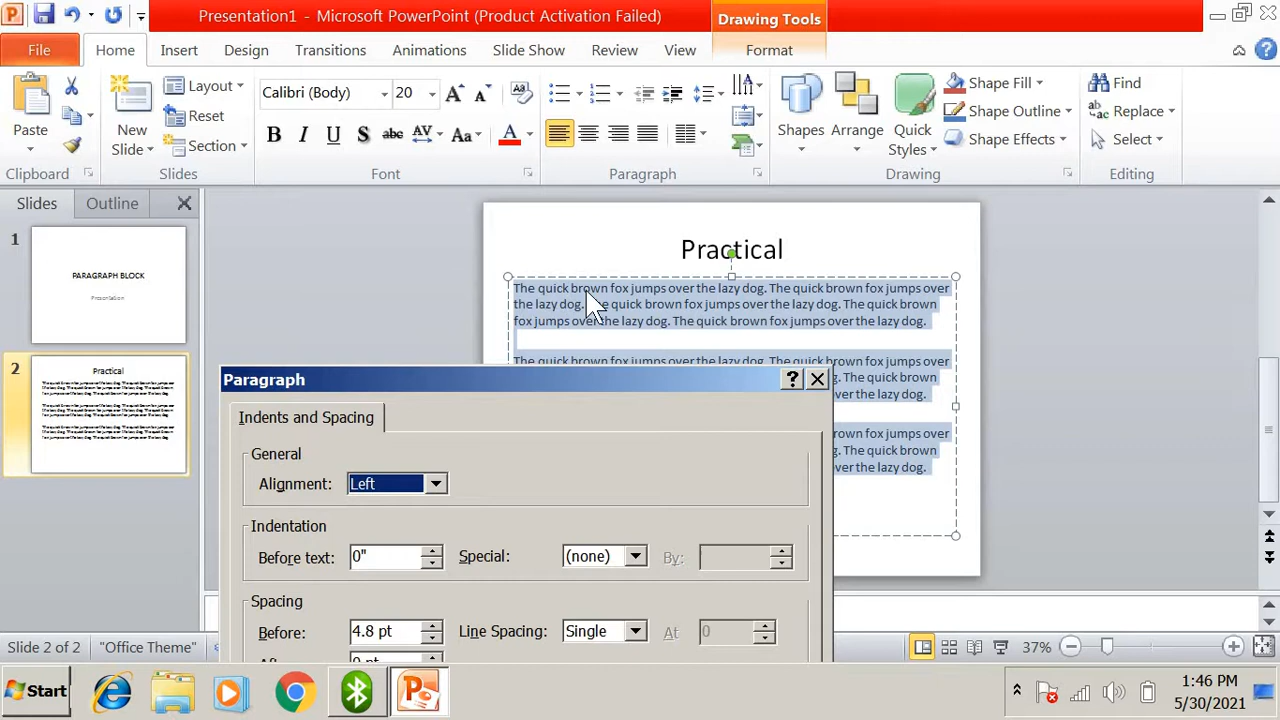 Presentation1 - Microsoft PowerPoint (Product Activation Failed)
Drawing Tools
File
Home
Insert
Design
Transitions
Animations
Slide Show
Review
View
Format
Paste
New
Slide
Layout
Reset
Section
Calibri (Body)
20
B I U S abc AV Aa A
Shapes
Arrange
Quick
Styles
Shape Fill
Shape Outline
Shape Effects
Find
Replace
Select
Clipboard
Slides
Font
Paragraph
Drawing
Editing
Slides
Outline
1
PARAGRAPH BLOCK
Presentation
2
Practical
Practical
The quick brown fox jumps over the lazy dog. The quick brown fox jumps over
the lazy dog. quick brown fox jumps over the lazy dog. The quick brown
fox jumps over the lazy dog. The quick brown fox jumps over the lazy dog.
The quick brown fox jumps over the lazy dog. The quick brown fox jumps over
the lazy dog. The quick brown
over the lazy dog.
brown fox jumps over
dog. The quick brown
over the lazy dog.
Paragraph
Indents and Spacing
General
Alignment: Left
Indentation
Before text: 0" Special: (none) By:
Spacing
Before: 4.8 pt Line Spacing: Single At 0
0 pt
Slide 2 of 2
"Office Theme"
37%
Start
1:46 PM
5/30/2021